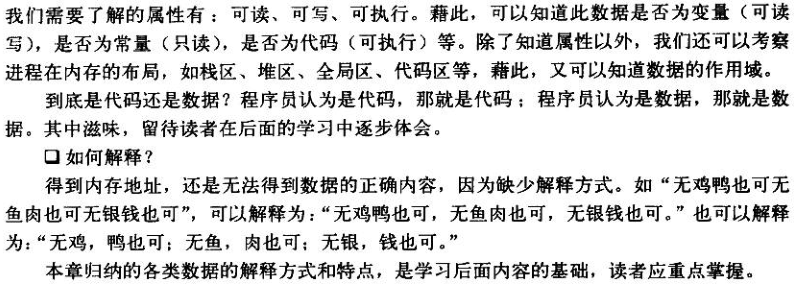 我们需要了解的属性有：可读、可写、可执行。藉此，可以知道此数据是否为变量（可读
写），是否为常量（只读），是否为代码（可执行）等。除了知道属性以外，我们还可以考察
进程在内存的布局，如栈区、堆区、全局区、代码区等，藉此，又可以知道数据的作用域。
到底是代码还是数据？程序员认为是代码，那就是代码；程序员认为是数据，那就是数
据。其中滋味，留待读者在后面的学习中逐步体会。
❑ 如何解释？
得到内存地址，还是无法得到数据的正确内容，因为缺少解释方式。如“无鸡鸭也可无
鱼肉也可无银钱也可”，可以解释为：“无鸡鸭也可，无鱼肉也可，无银钱也可。”也可以解释
为：“无鸡，鸭也可；无鱼，肉也可；无银，钱也可。”
本章归纳的各类数据的解释方式和特点，是学习后面内容的基础，读者应重点掌握。